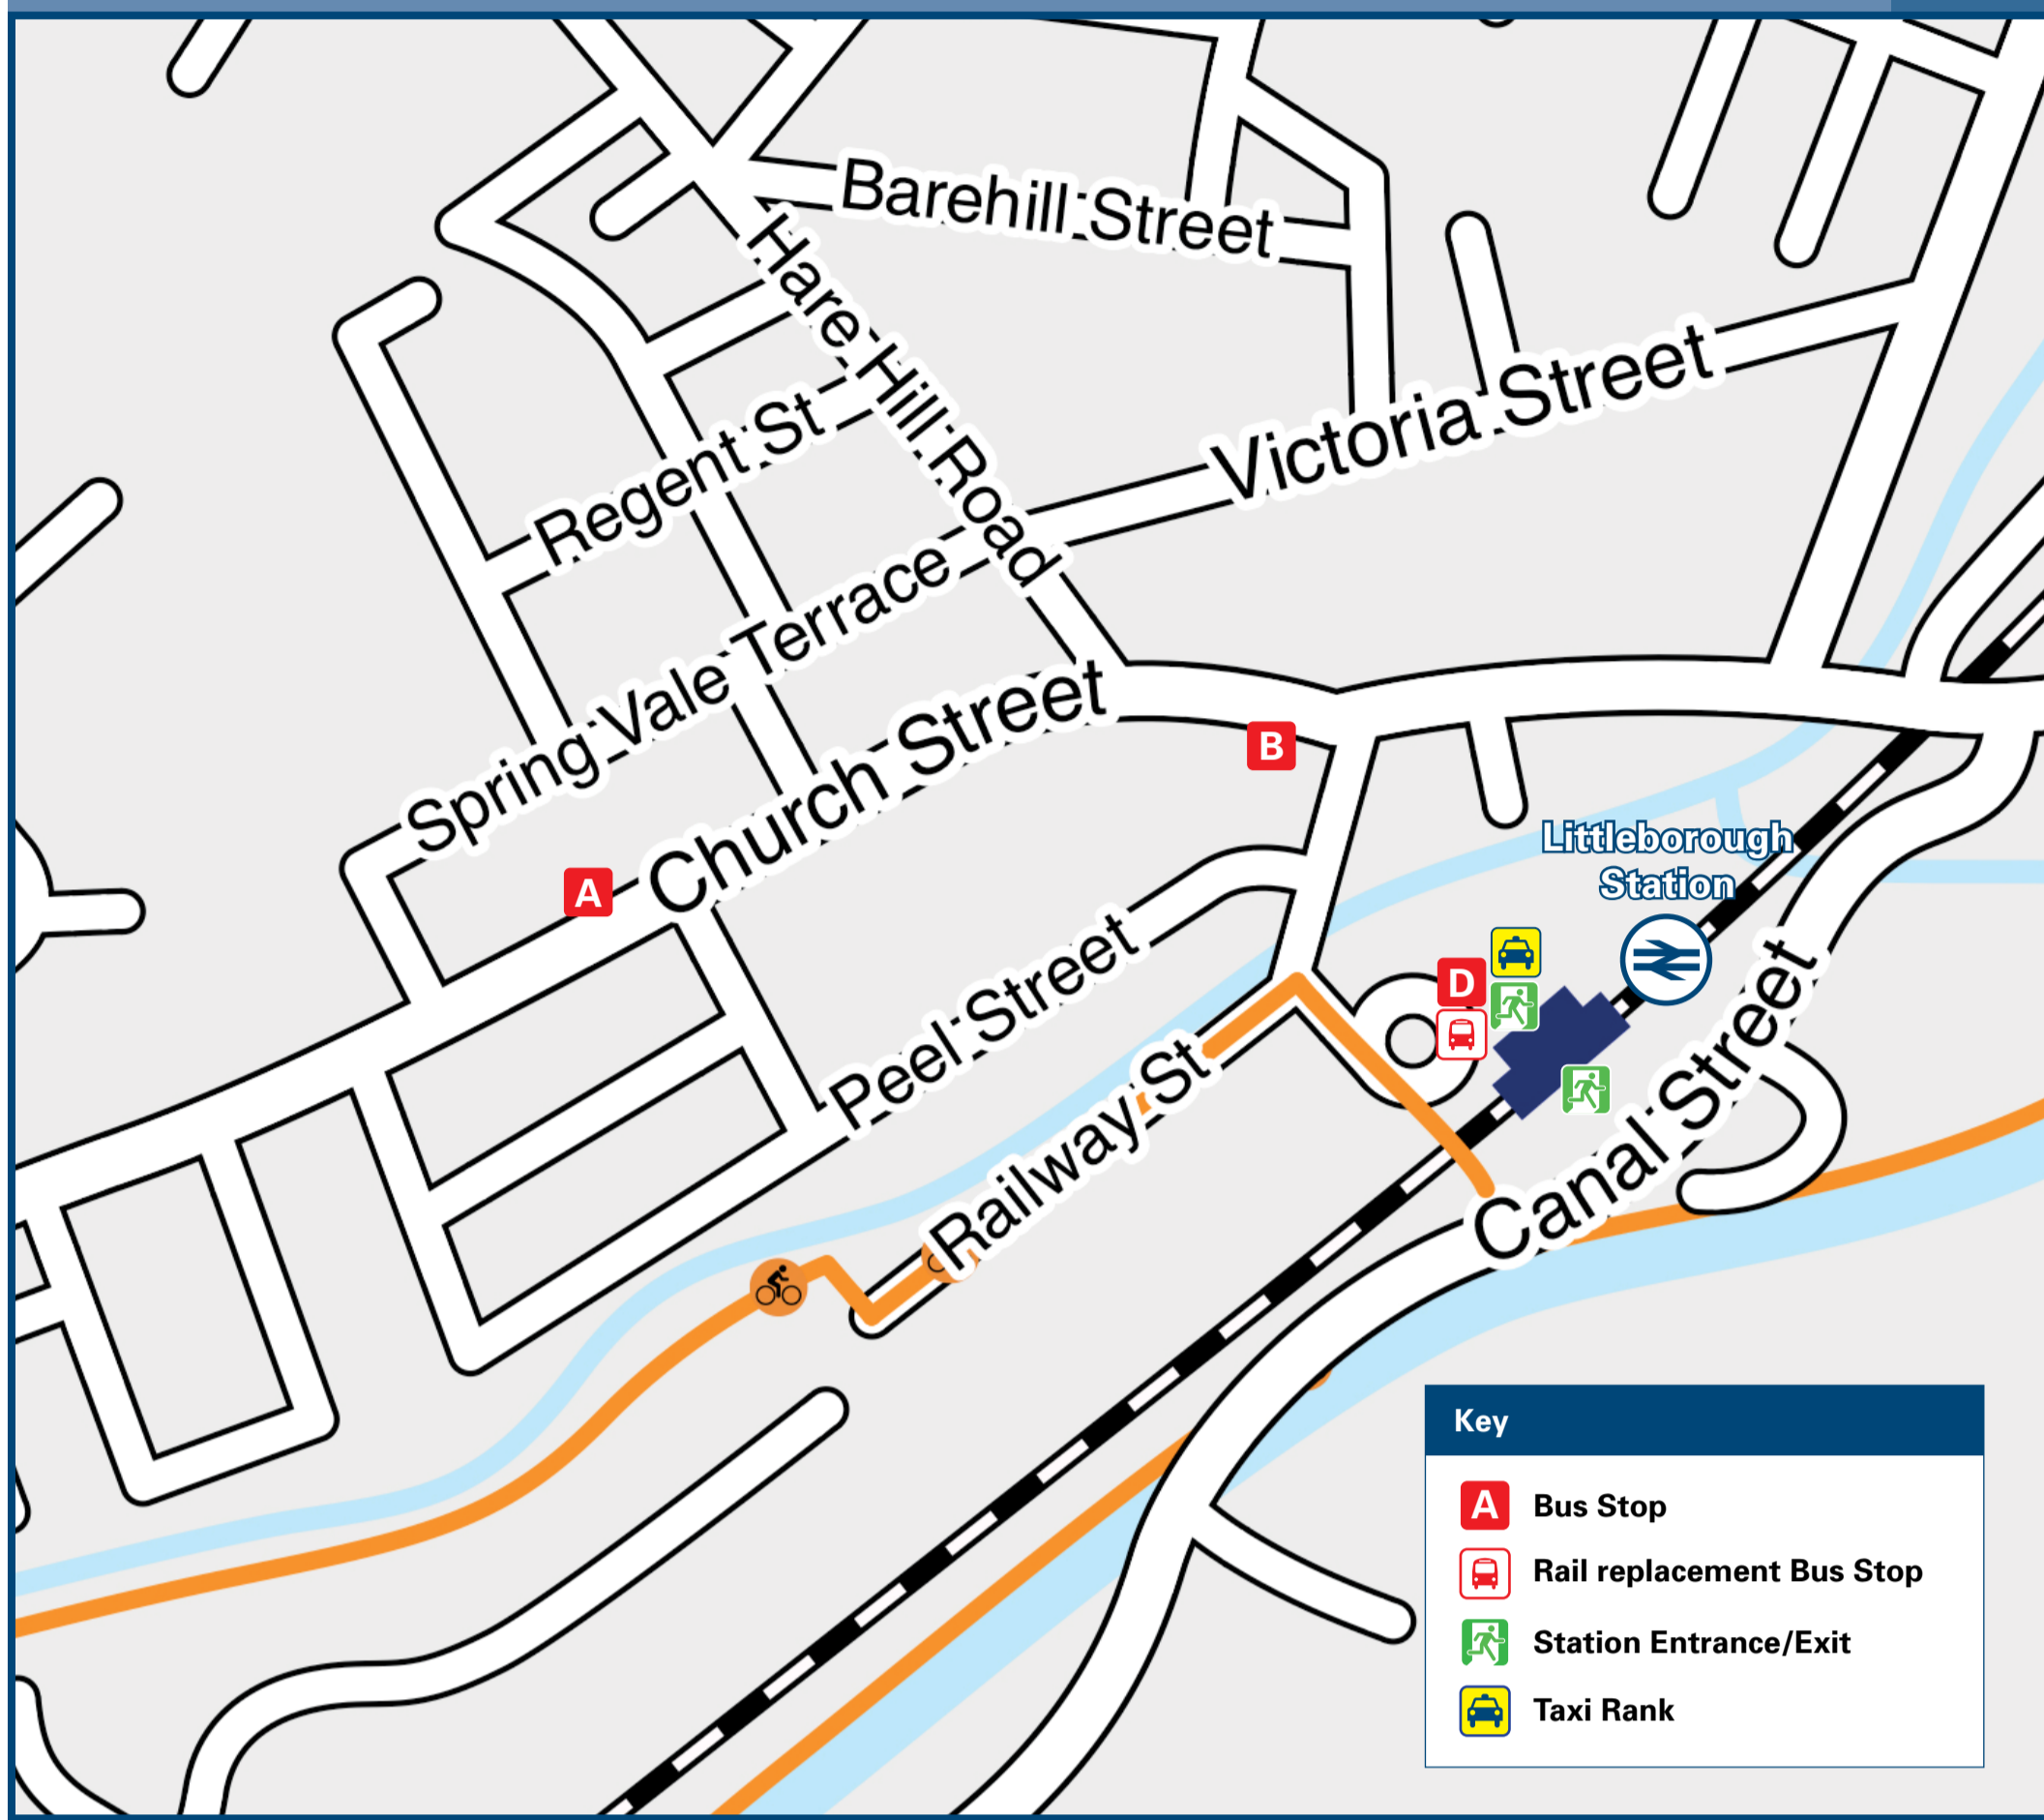 Barehill Street
Hare Hill Road
Victoria Street
Regent St
Spring Vale Terrace
Church Street
B
A
Littleborough
Station
Peel Street
D
Railway St
Canal Street
Key
A Bus Stop
Rail replacement Bus Stop
Station Entrance/Exit
Taxi Rank